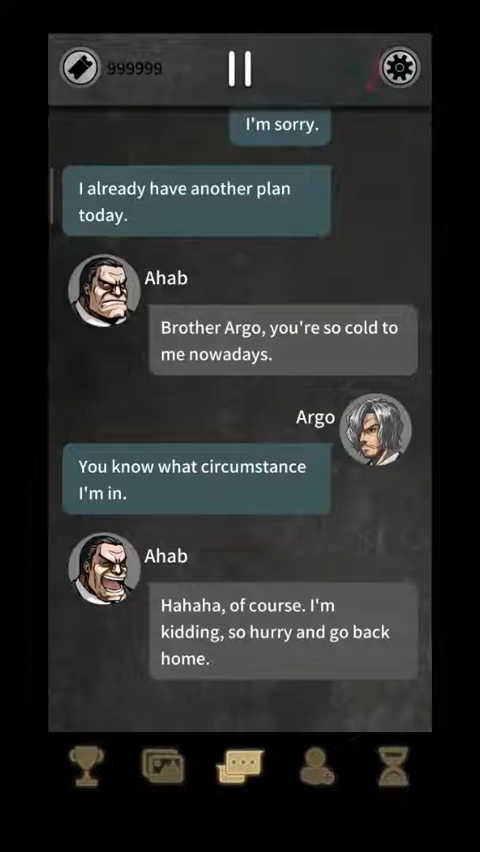 999999
I'm sorry.
I already have another plan
today.
Ahab
Brother Argo, you're so cold to
me nowadays.
Argo
You know what circumstance
I'm in.
Ahab
Hahaha, of course. I'm
kidding, so hurry and go back
home.